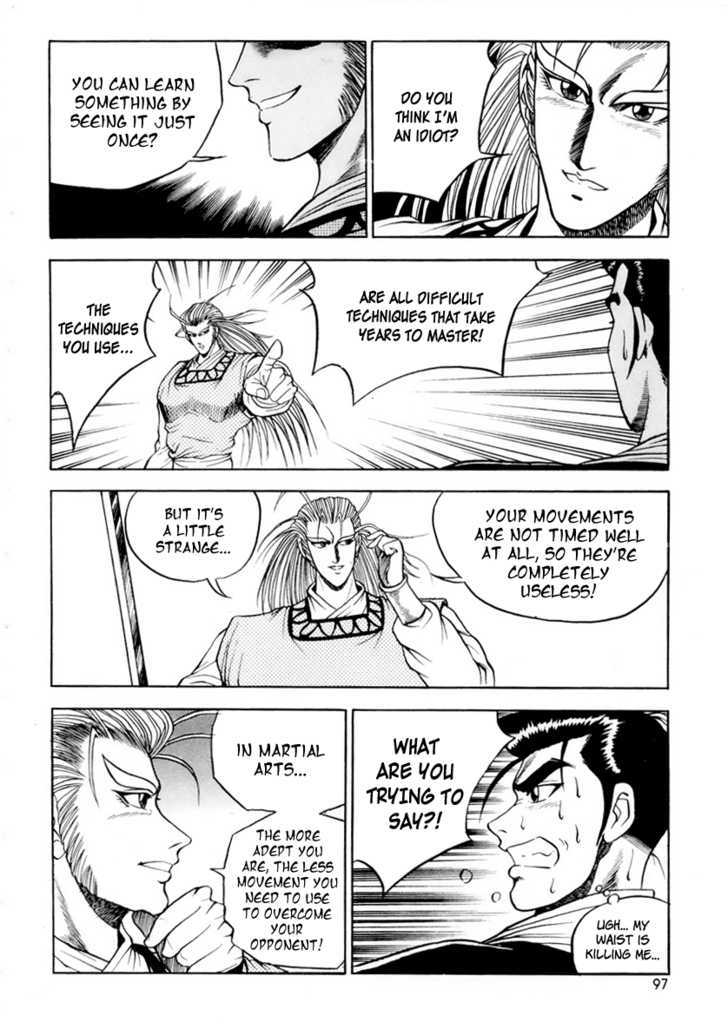 YOU CAN LEARN
SOMETHING BY
SEEING IT JUST
ONCE?
DO YOU
THINK I'M
AN IDIOT?
THE
TECHNIQUES
YOU USE...
ARE ALL DIFFICULT
TECHNIQUES THAT TAKE
YEARS TO MASTER!
BUT IT'S
A LITTLE
STRANGE...
YOUR MOVEMENTS
ARE NOT TIMED WELL
AT ALL, SO THEY'RE
COMPLETELY
USELESS!
IN MARTIAL
ARTS...
THE MORE
ADEPT YOU
ARE, THE LESS
MOVEMENT YOU
NEED TO USE
TO OVERCOME
YOUR
OPPONENT!
WHAT
ARE YOU
TRYING TO
SAY?!
UGH... MY
WAIST IS
KILLING ME...
97